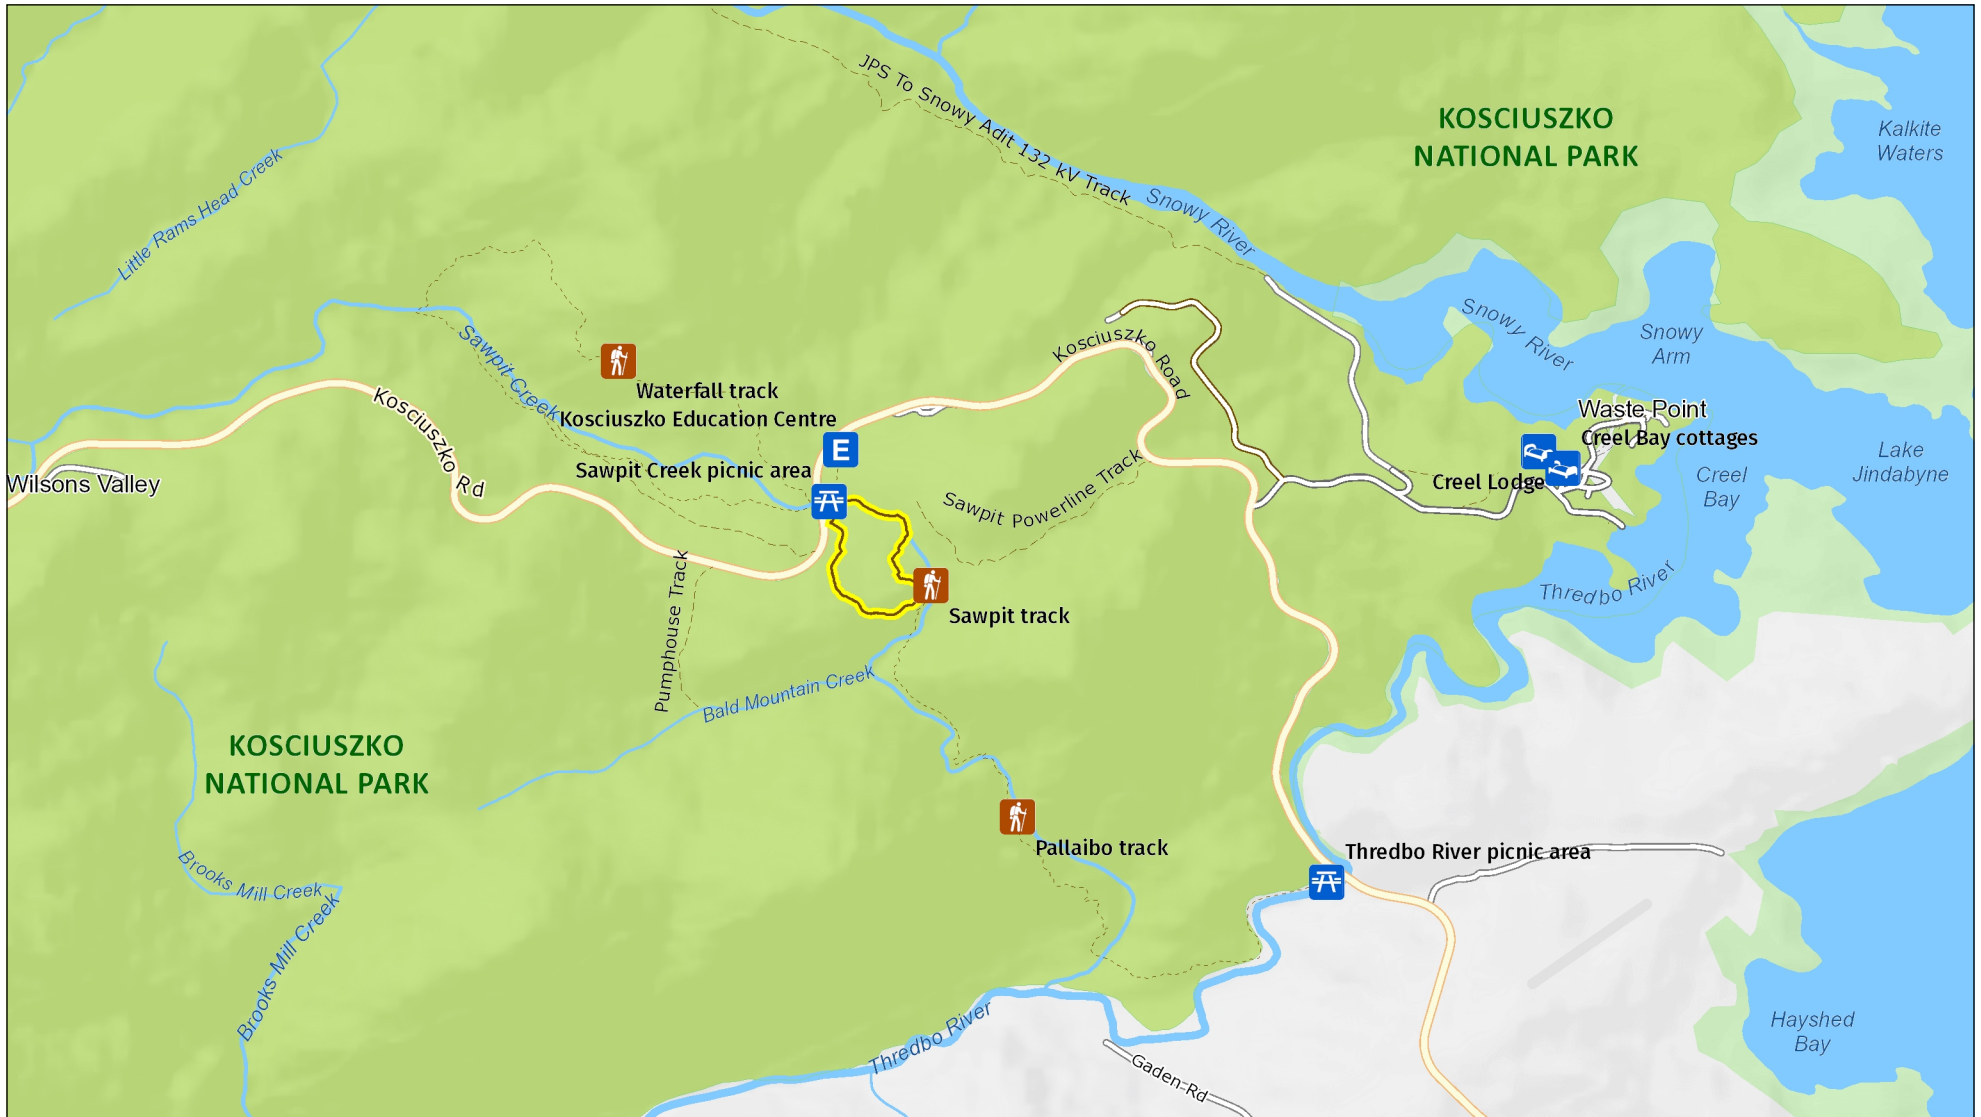 JPS To Snowy Adit 132 kV Track
KOSCIUSZKO
NATIONAL PARK
Kalkite
Waters
Little Rams Head Creek
Snowy River
Snowy River
Snowy
Arm
Sawpit Creek
Kosciuszko Road
Waterfall track
Kosciuszko Education Centre
E
Kosciuszko Rd
Waste Point
Creel Bay cottages
Lake
Jindabyne
Sawpit Creek picnic area
Creel Lodge
Creel
Bay
Wilsons Valley
Sawpit Powerline Track
Thredbo River
Pumphouse Track
Sawpit track
Bald Mountain Creek
KOSCIUSZKO
NATIONAL PARK
Pallaibo track
Thredbo River picnic area
Brooks Mill Creek
Brooks Mill Creek
Thredbo River
Hayshed
Bay
Gaden Rd